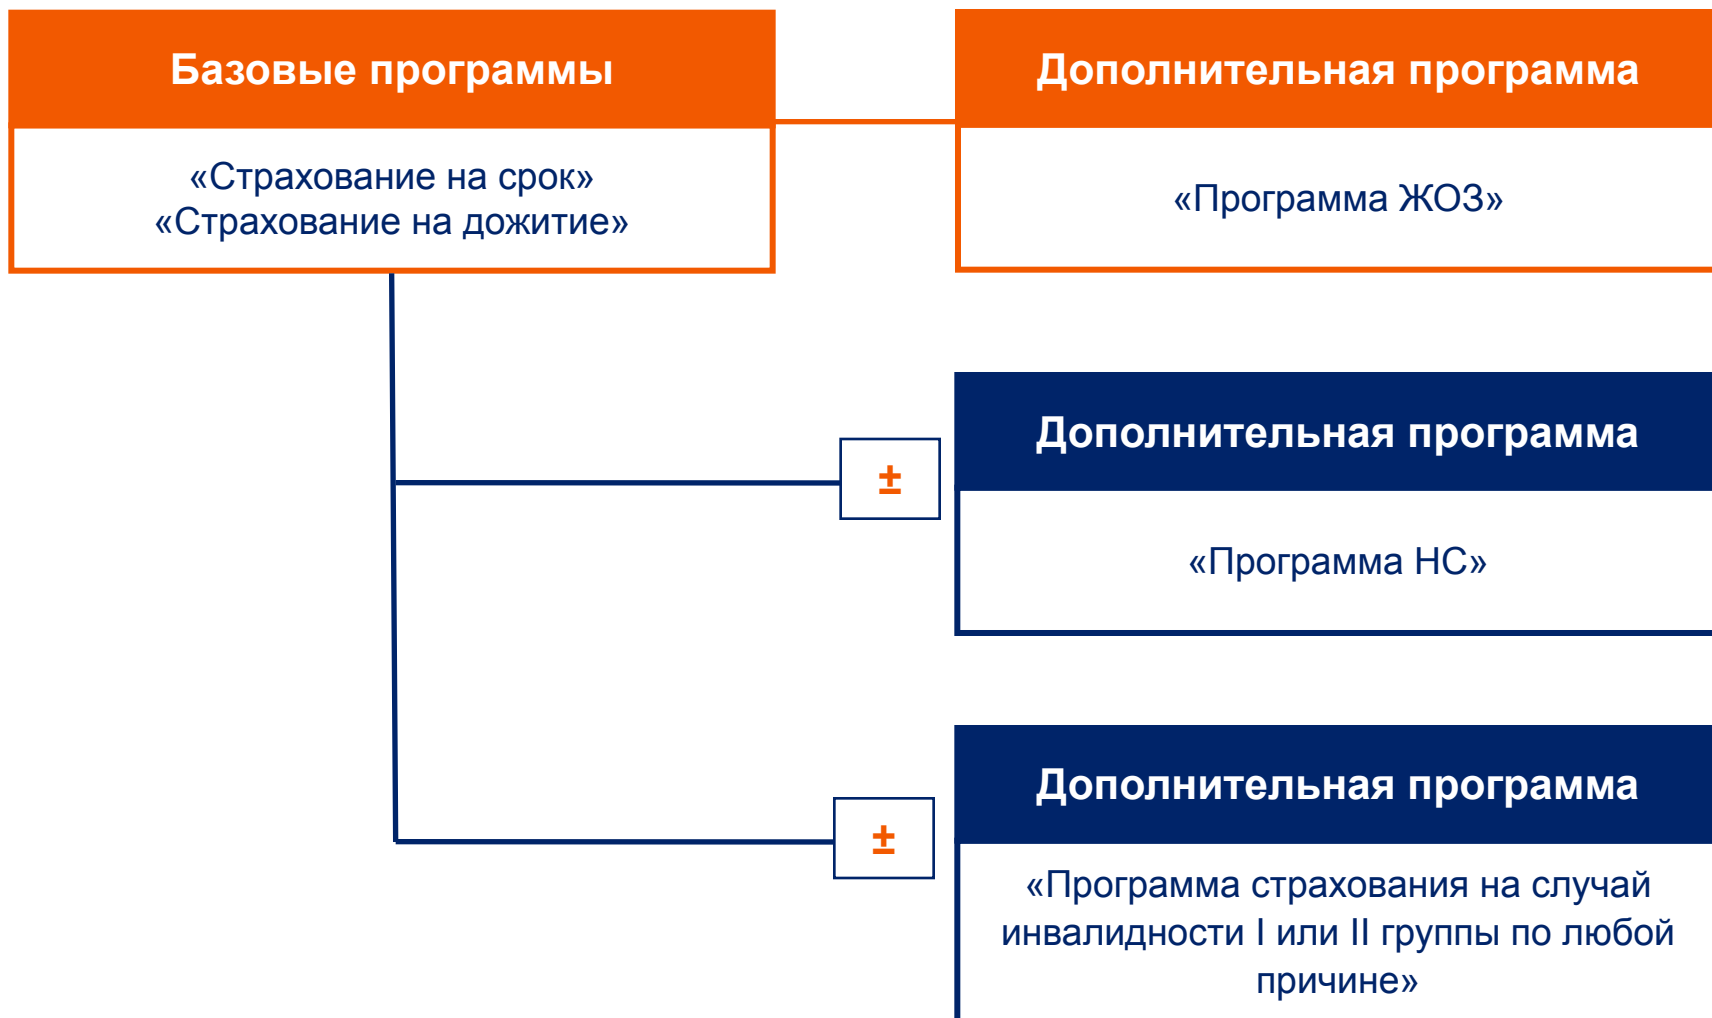 Базовые программы
«Страхование на срок»
«Страхование на дожитие»
Дополнительная программа
«Программа ЖОЗ»
±
Дополнительная программа
«Программа НС»
±
Дополнительная программа
«Программа страхования на случай
инвалидности I или II группы по любой
причине»